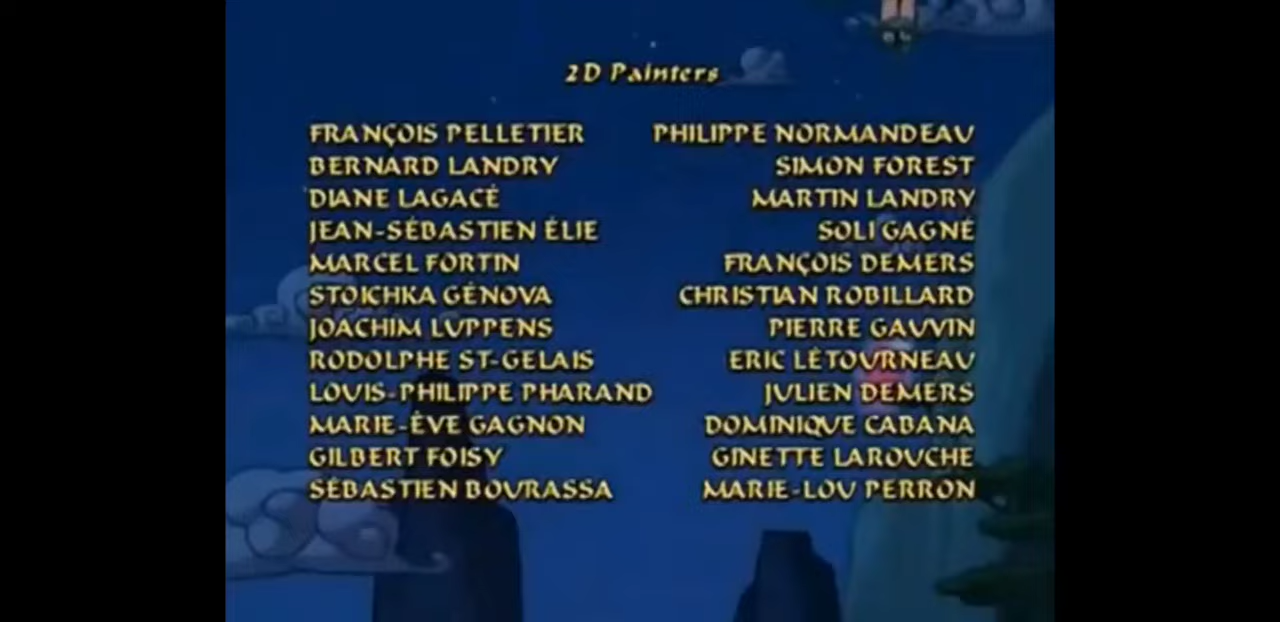 2D Painters
FRANÇOIS PELLETIER PHILIPPE NORMANDEAU
BERNARD LANDRY SIMON FOREST
DIANE LAGACÉ MARTIN LANDRY
JEAN-SÉBASTIEN ÉLIE SOLI GAGNÉ
MARCEL FORTIN FRANÇOIS DEMERS
STOICHKA GÉNOVA CHRISTIAN ROBILLARD
JOACHIM LUPPENS PIERRE GAUVIN
RODOLPHE ST-GELAIS ERIC LÉTOURNEAU
LOUIS-PHILIPPE PHARAND JULIEN DEMERS
MARIE-ÈVE GAGNON DOMINIQUE CABANA
GILBERT FOISY GINETTE LAROUCHE
SÉBASTIEN BOURASSA MARIE-LOU PERRON